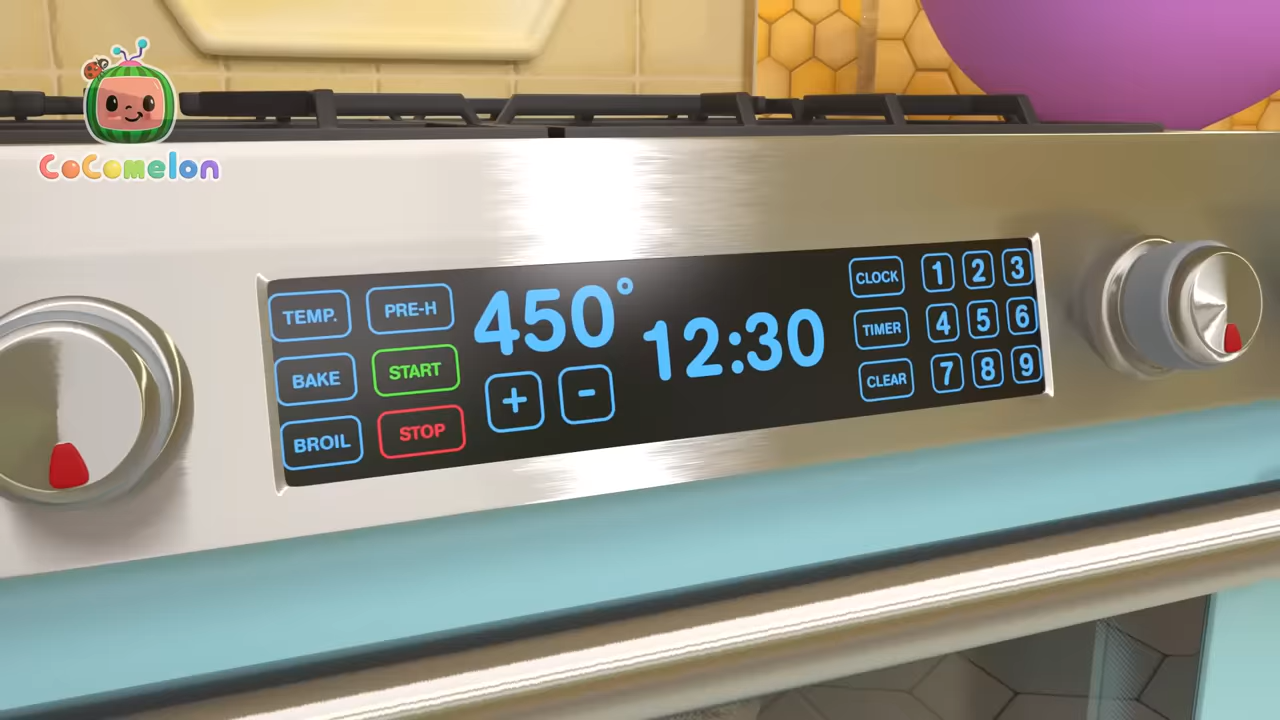 CoComelon
TEMP. PRE-H 450° 12:30 CLOCK 1 2 3
BAKE START + - TIMER 4 5 6
BROIL STOP CLEAR 7 8 9